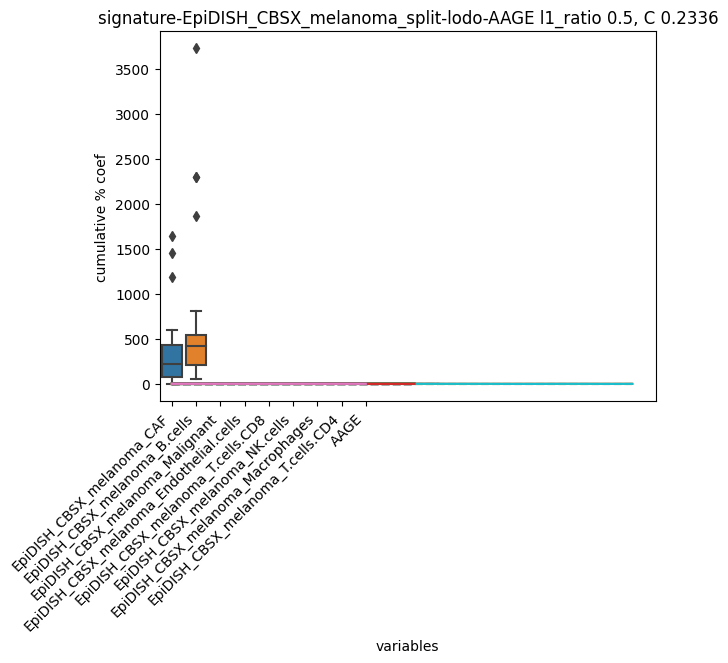 signature-EpiDISH_CBSX_melanoma_split-lodo-AAGE l1_ratio 0.5, C 0.2336
cumulative % coef
3500
3000
2500
2000
1500
1000
500
0
EpiDISH_CBSX_melanoma_CAF
EpiDISH_CBSX_melanoma_B.cells
EpiDISH_CBSX_melanoma_Malignant
EpiDISH_CBSX_melanoma_Endothelial.cells
EpiDISH_CBSX_melanoma_T.cells.CD8
EpiDISH_CBSX_melanoma_NK.cells
EpiDISH_CBSX_melanoma_Macrophages
EpiDISH_CBSX_melanoma_T.cells.CD4
AAGE
variables